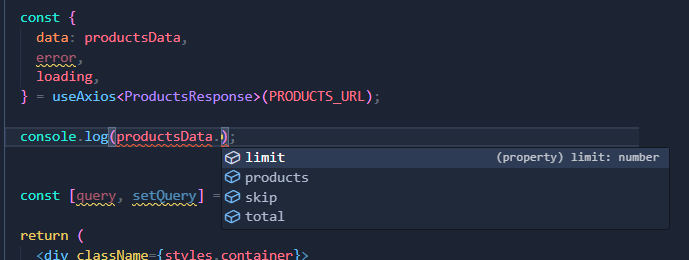 const {
data: productsData,
error,
loading,
} = useAxios<ProductsResponse>(PRODUCTS_URL);
console.log(productsData.);
limit (property) limit: number
products
skip
total
const [query, setQuery] =
return (
<div className={styles.container}>